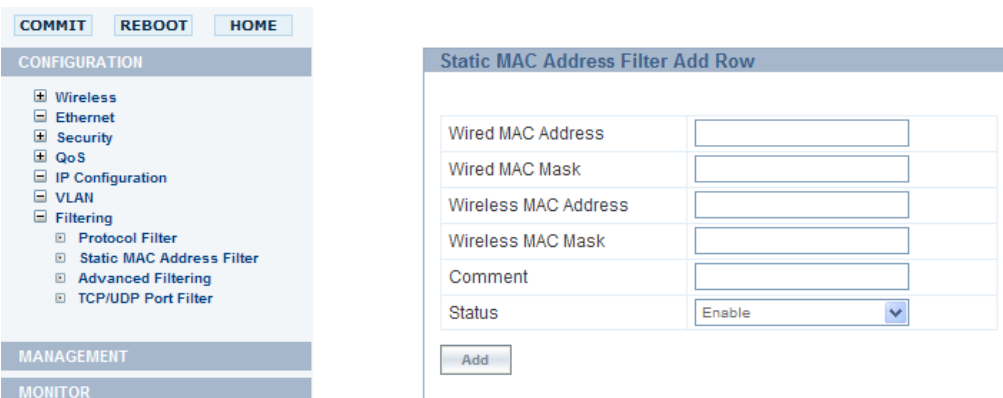 COMMIT REBOOT HOME
CONFIGURATION
Wireless
Ethernet
Security
QoS
IP Configuration
VLAN
Filtering
Protocol Filter
Static MAC Address Filter
Advanced Filtering
TCP/UDP Port Filter
MANAGEMENT
MONITOR
Static MAC Address Filter Add Row
Wired MAC Address
Wired MAC Mask
Wireless MAC Address
Wireless MAC Mask
Comment
Status Enable
Add